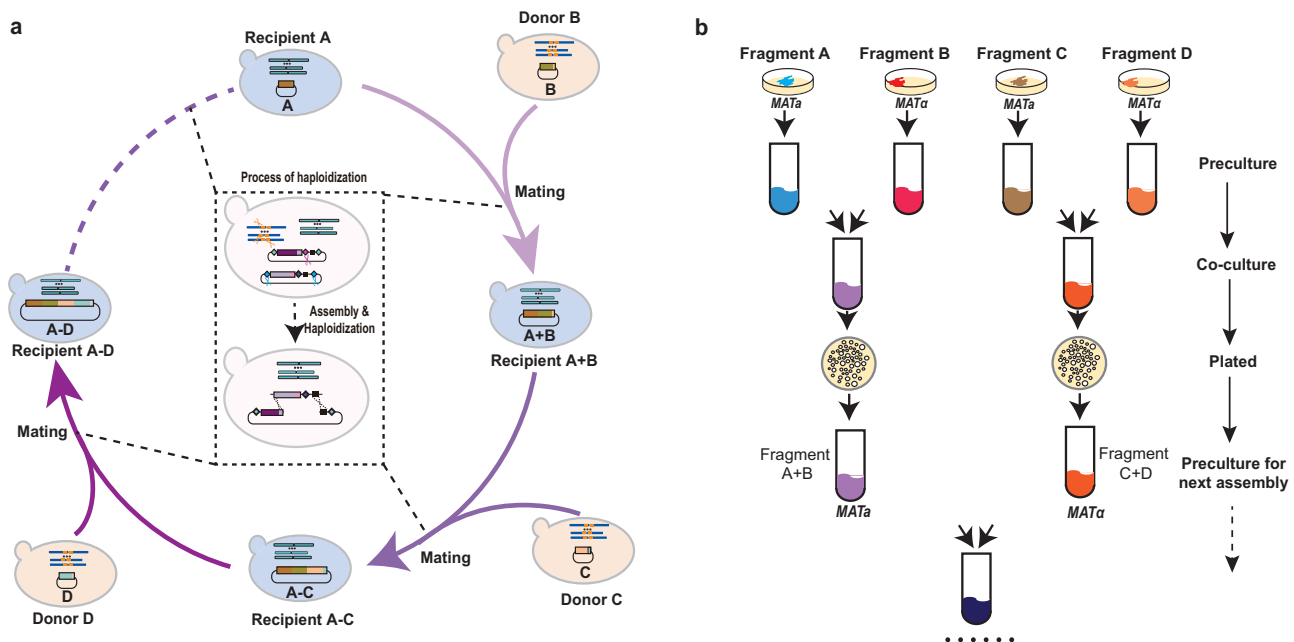 a
Recipient A
A
Donor B
B
Mating
Process of haploidization
Assembly &
Haploidization
A+B
Recipient A+B
A-D
Recipient A-D
Mating
D
Donor D
A-C
Recipient A-C
Mating
C
Donor C
b
Fragment A
Fragment B
Fragment C
Fragment D
MATa
MATα
MATa
MATα
Preculture
Co-culture
Plated
Fragment
A+B
MATa
Fragment
C+D
MATα
Preculture for
next assembly
......